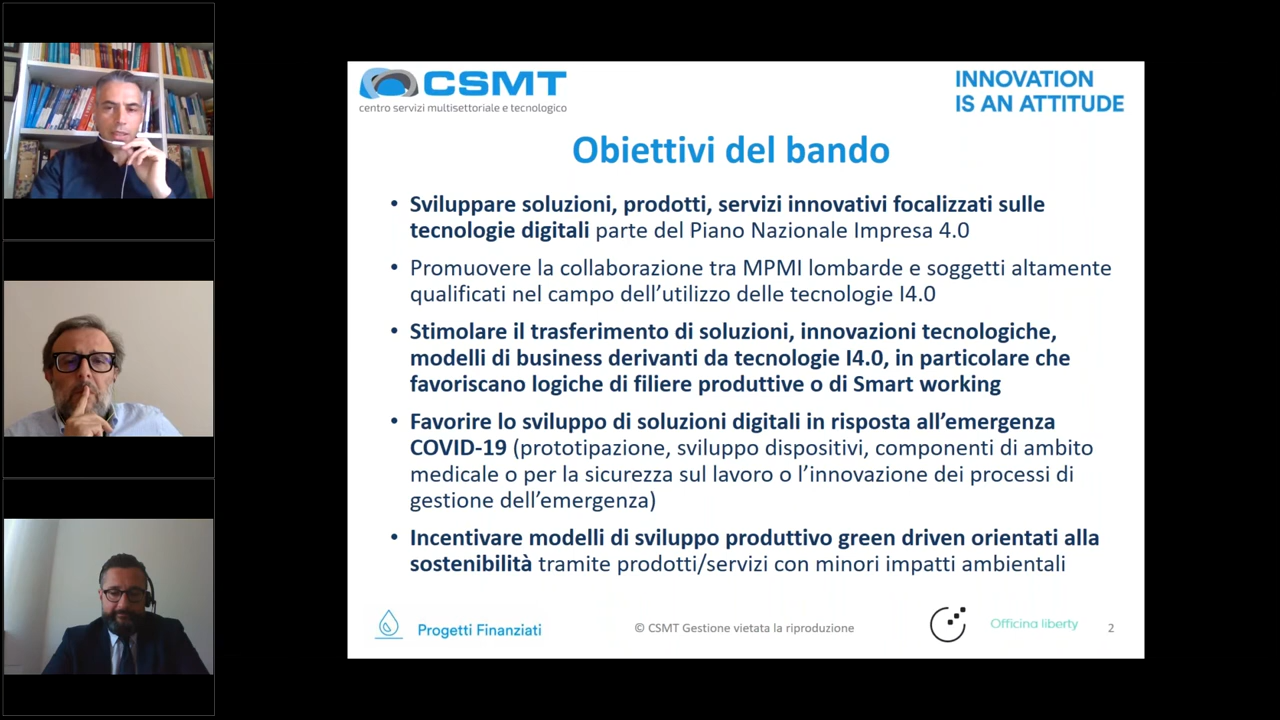 CSMT
centro servizi multisettoriale e tecnologico
INNOVATION
IS AN ATTITUDE
Obiettivi del bando
• Sviluppare soluzioni, prodotti, servizi innovativi focalizzati sulle
tecnologie digitali parte del Piano Nazionale Impresa 4.0
• Promuovere la collaborazione tra MPMI lombarde e soggetti altamente
qualificati nel campo dell’utilizzo delle tecnologie I4.0
• Stimolare il trasferimento di soluzioni, innovazioni tecnologiche,
modelli di business derivanti da tecnologie I4.0, in particolare che
favoriscano logiche di filiere produttive o di Smart working
• Favorire lo sviluppo di soluzioni digitali in risposta all’emergenza
COVID-19 (prototipazione, sviluppo dispositivi, componenti di ambito
medicale o per la sicurezza sul lavoro o l’innovazione dei processi di
gestione dell’emergenza)
• Incentivare modelli di sviluppo produttivo green driven orientati alla
sostenibilità tramite prodotti/servizi con minori impatti ambientali
Progetti Finanziati
© CSMT Gestione vietata la riproduzione
Officina liberty
2